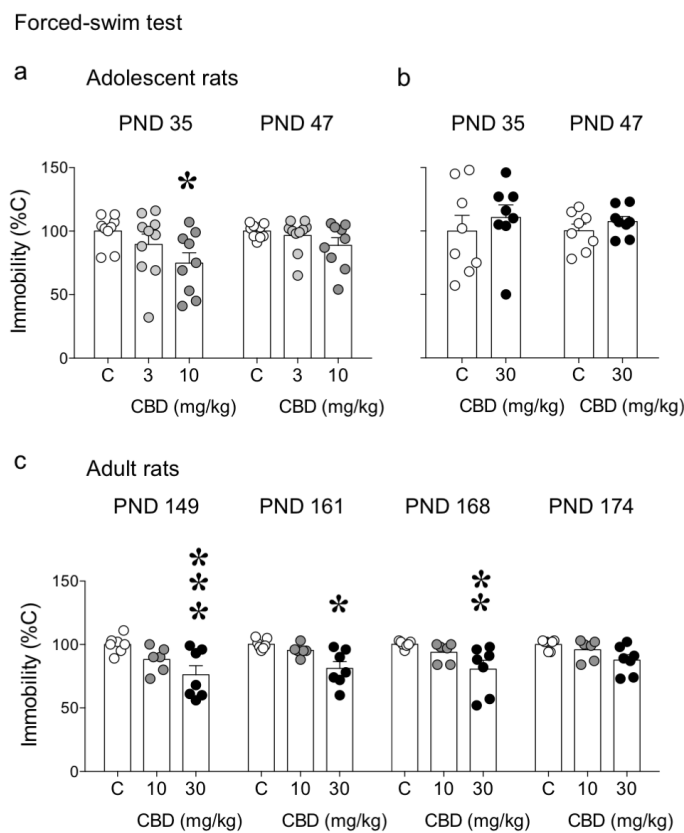 Forced-swim test
a Adolescent rats b
PND 35 PND 47 PND 35 PND 47
Immobility (%C)
150
100
50
0
*
C 3 10 C 3 10 C 30 C 30
CBD (mg/kg) CBD (mg/kg) CBD (mg/kg) CBD (mg/kg)
c Adult rats
PND 149 PND 161 PND 168 PND 174
Immobility (%C)
150
100
50
0
*** * **
C 10 30 C 10 30 C 10 30 C 10 30
CBD (mg/kg) CBD (mg/kg) CBD (mg/kg) CBD (mg/kg)